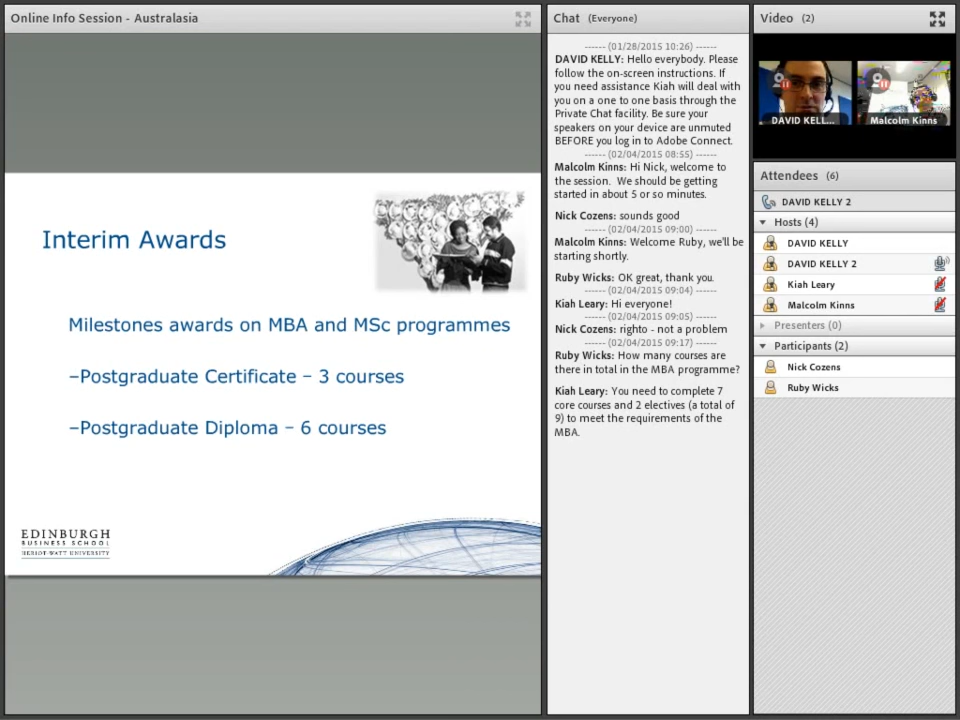 Online Info Session - Australasia
Interim Awards
Milestones awards on MBA and MSc programmes
–Postgraduate Certificate – 3 courses
–Postgraduate Diploma – 6 courses
EDINBURGH
BUSINESS SCHOOL
HERIOT-WATT UNIVERSITY
Chat (Everyone)
------ (01/28/2015 10:26) ------
DAVID KELLY: Hello everybody. Please
follow the on-screen instructions. If
you need assistance Kiah will deal with
you on a one to one basis through the
Private Chat facility. Be sure your
speakers on your device are unmuted
BEFORE you log in to Adobe Connect.
------ (02/04/2015 08:55) ------
Malcolm Kinns: Hi Nick, welcome to
the session. We should be getting
started in about 5 or so minutes.
Nick Cozens: sounds good
------ (02/04/2015 09:00) ------
Malcolm Kinns: Welcome Ruby, we'll be
starting shortly.
Ruby Wicks: OK great, thank you.
------ (02/04/2015 09:04) ------
Kiah Leary: Hi everyone!
------ (02/04/2015 09:05) ------
Nick Cozens: righto - not a problem
------ (02/04/2015 09:17) ------
Ruby Wicks: How many courses are
there in total in the MBA programme?
Kiah Leary: You need to complete 7
core courses and 2 electives (a total of
9) to meet the requirements of the
MBA.
Video (2)
DAVID KELL...
Malcolm Kinns
Attendees (6)
DAVID KELLY 2
Hosts (4)
DAVID KELLY
DAVID KELLY 2
Kiah Leary
Malcolm Kinns
Presenters (0)
Participants (2)
Nick Cozens
Ruby Wicks